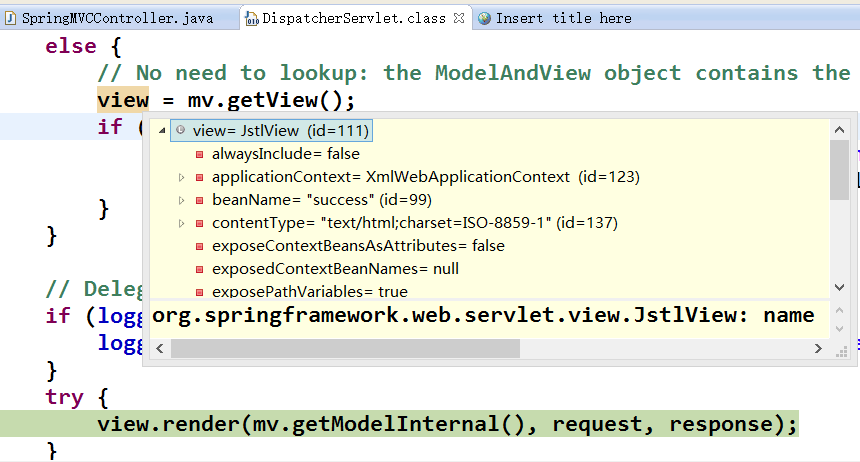 SpringMVCController.java DispatcherServlet.class Insert title here
else {
// No need to lookup: the ModelAndView object contains the
view = mv.getView();
if (
view= JstlView (id=111)
alwaysInclude= false
applicationContext= XmlWebApplicationContext (id=123)
beanName= "success" (id=99)
contentType= "text/html;charset=ISO-8859-1" (id=137)
}
exposeContextBeansAsAttributes= false
}
exposedContextBeanNames= null
exposePathVariables= true
// Deleg
if (logg
org.springframework.web.servlet.view.JstlView: name
logg
}
try {
view.render(mv.getModelInternal(), request, response);
}